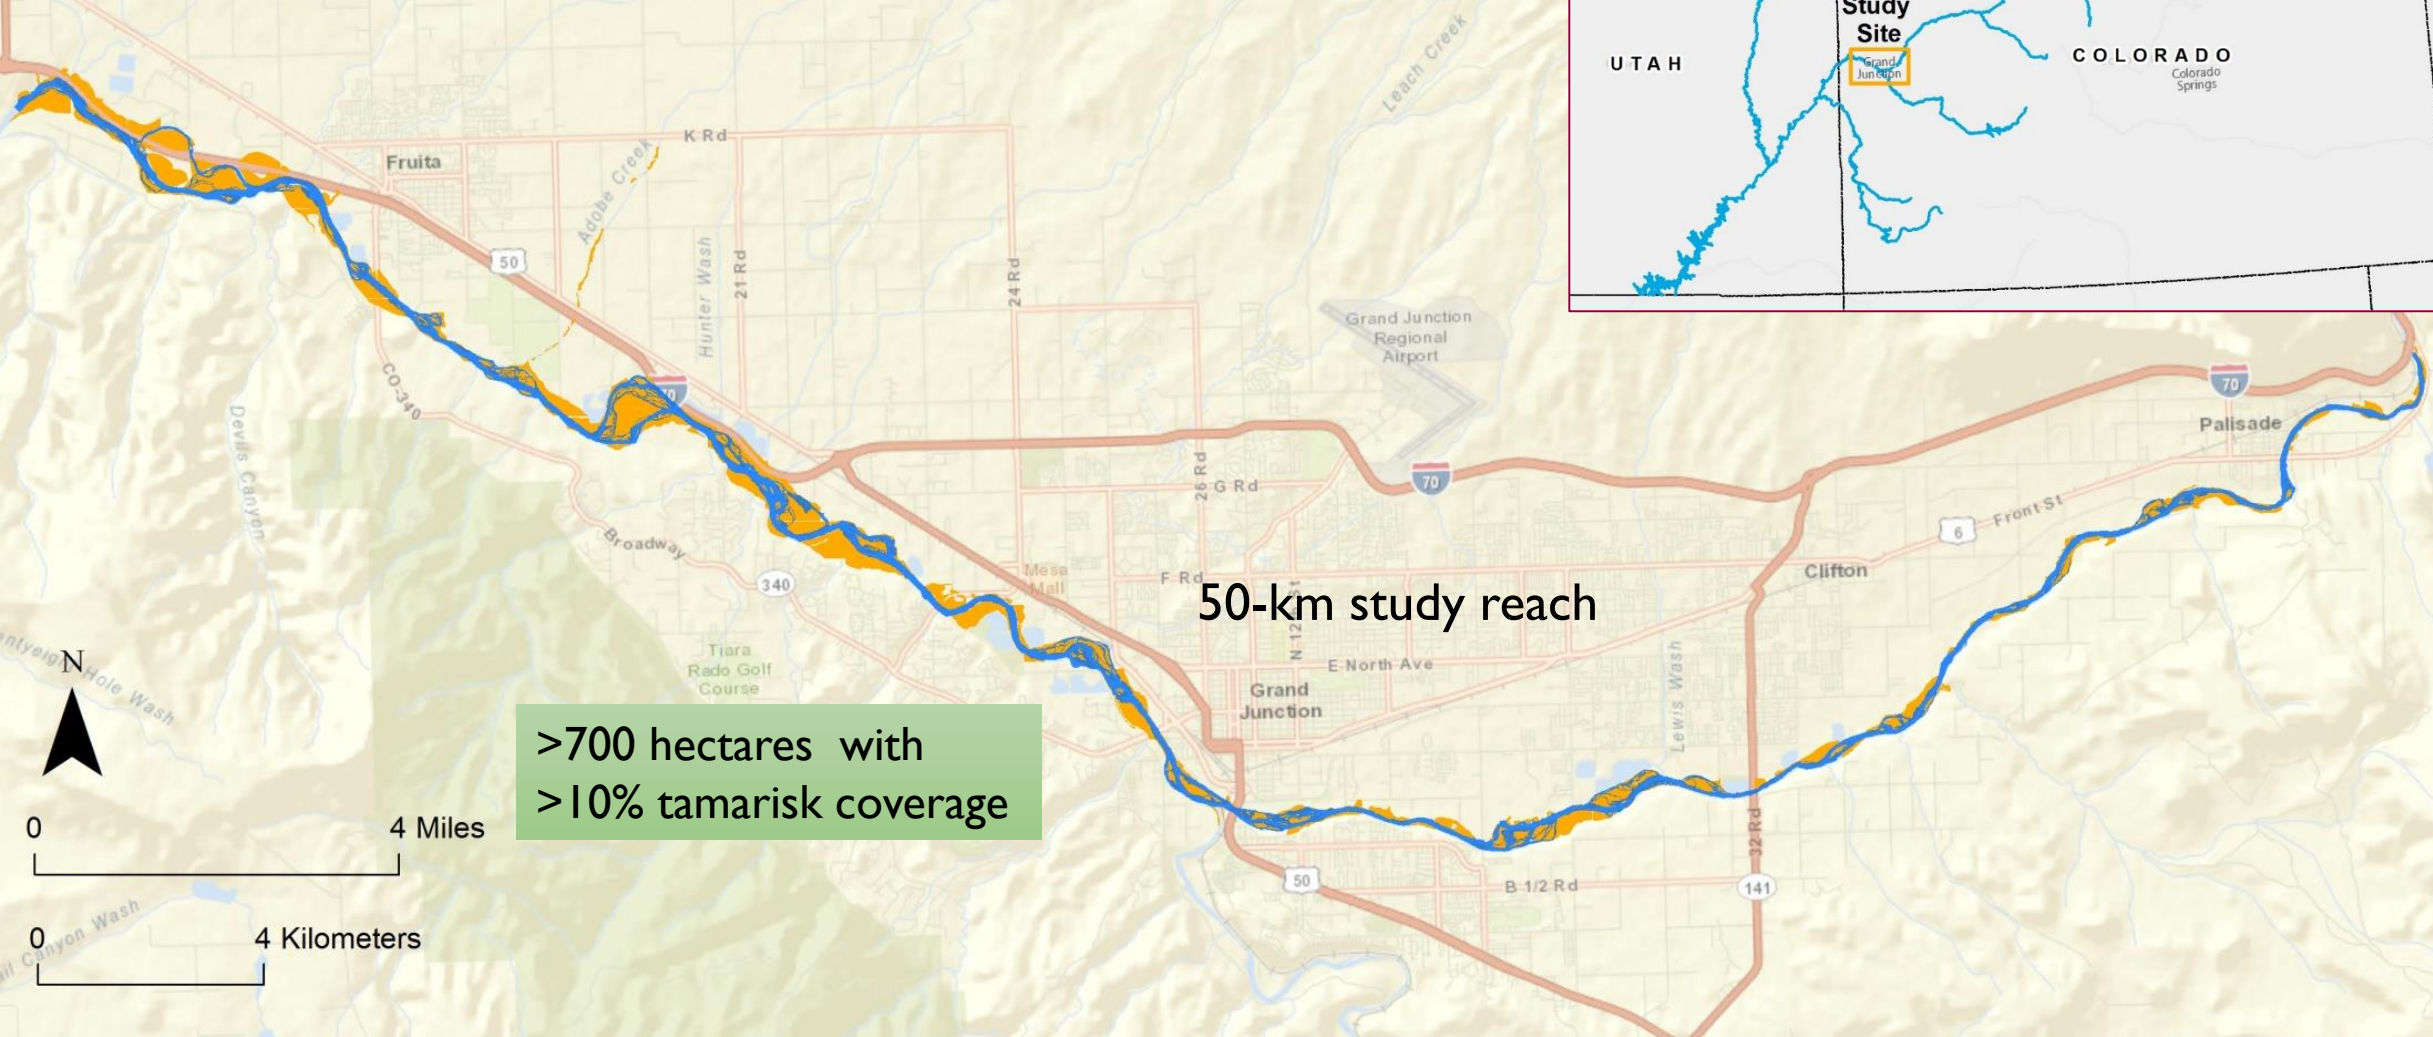 Study
Site
UTAH
Grand
Junction
COLORADO
Colorado
Springs
Leach Creek
K Rd
Fruita
Adobe Creek
50
Hunter Wash
21 Rd
24 Rd
Grand Junction
Regional
Airport
CO-340
70
70
Palisade
Devils Canyon
26 Rd
G Rd
70
Front St
6
Broadway
Mesa
Mall
F Rd
Clifton
340
50-km study reach
N 12th St
N
Hole Wash
Tiara
Rado Golf
Course
E North Ave
Lewis Wash
Grand
Junction
>700 hectares with
>10% tamarisk coverage
0
4 Miles
32 Rd
50
B 1/2 Rd
141
Canyon Wash
0
4 Kilometers